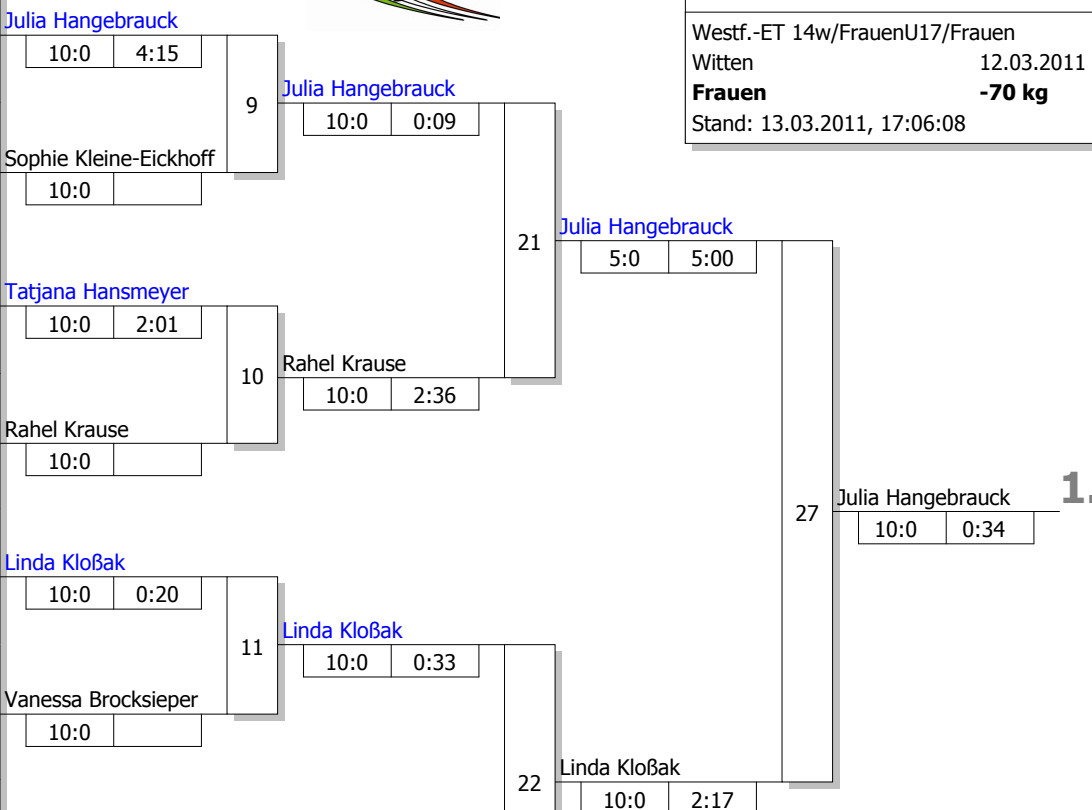 Julia Hangebrauck
10:0 4:15
9
Sophie Kleine-Eickhoff
10:0
Julia Hangebrauck
10:0 0:09
Westf.-ET 14w/FrauenU17/Frauen
Witten 12.03.2011
Frauen -70 kg
Stand: 13.03.2011, 17:06:08
21
Julia Hangebrauck
5:0 5:00
Tatjana Hansmeyer
10:0 2:01
10
Rahel Krause
10:0 2:36
Rahel Krause
10:0
27
Julia Hangebrauck 1.
10:0 0:34
Linda Kloßak
10:0 0:20
11
Linda Kloßak
10:0 0:33
Vanessa Brocksieper
10:0
22
Linda Kloßak
10:0 2:17